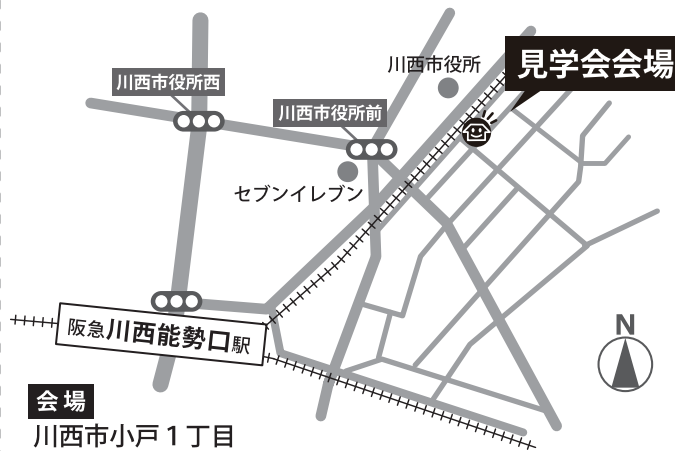 川西市役所
見学会会場
川西市役所西
川西市役所前
セブンイレブン
阪急川西能勢口駅
N
会場
川西市小戸1丁目